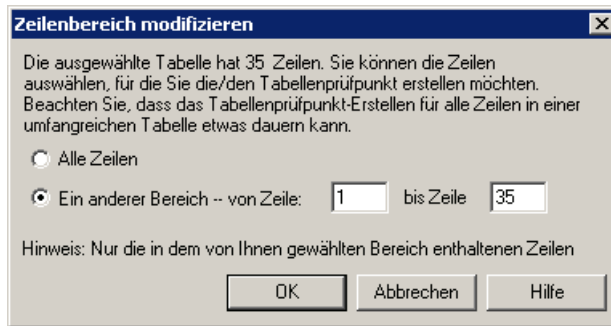 Zeilenbereich modifizieren
Die ausgewählte Tabelle hat 35 Zeilen. Sie können die Zeilen
auswählen, für die Sie die/den Tabellenprüfpunkt erstellen möchten.
Beachten Sie, dass das Tabellenprüfpunkt-Erstellen für alle Zeilen in einer
umfangreichen Tabelle etwas dauern kann.
Alle Zeilen
Ein anderer Bereich -- von Zeile: 1 bis Zeile 35
Hinweis: Nur die in dem von Ihnen gewählten Bereich enthaltenen Zeilen
OK Abbrechen Hilfe